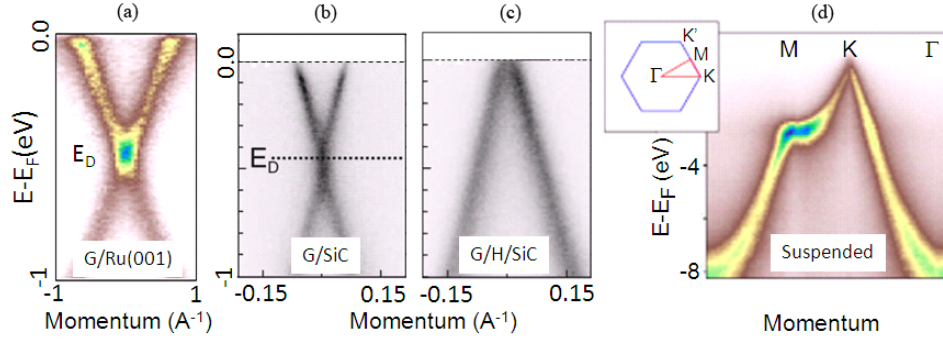 (a)
(b)
(c)
(d)
0.0
E-E_F(eV)
E_D
-1
G/Ru(001)
-1
1
Momentum (A⁻¹)
0.0
E_D
-1
G/SiC
-0.15
0.15
Momentum (A⁻¹)
G/H/SiC
-0.15
0.15
K'
M
Γ
K
M
K
Γ
E-E_F (eV)
-4
-8
Suspended
Momentum